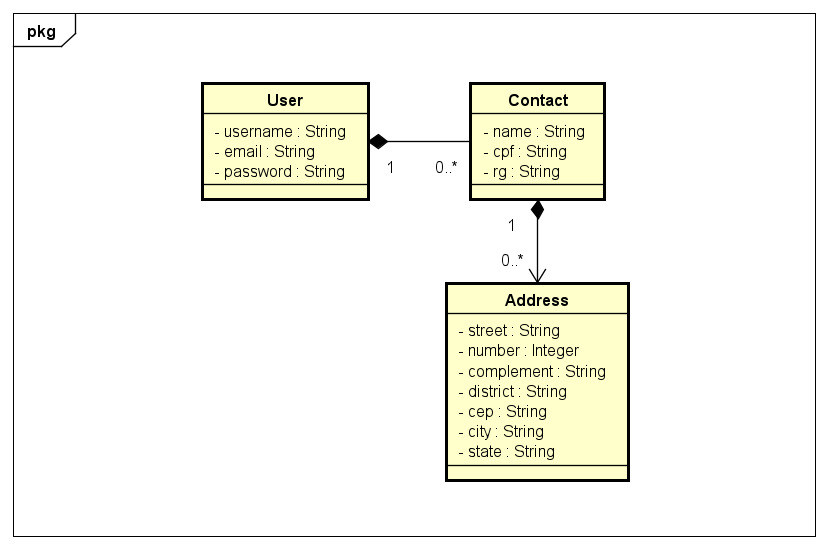 pkg
User
- username : String
- email : String
- password : String
1
0..*
Contact
- name : String
- cpf : String
- rg : String
1
0..*
Address
- street : String
- number : Integer
- complement : String
- district : String
- cep : String
- city : String
- state : String